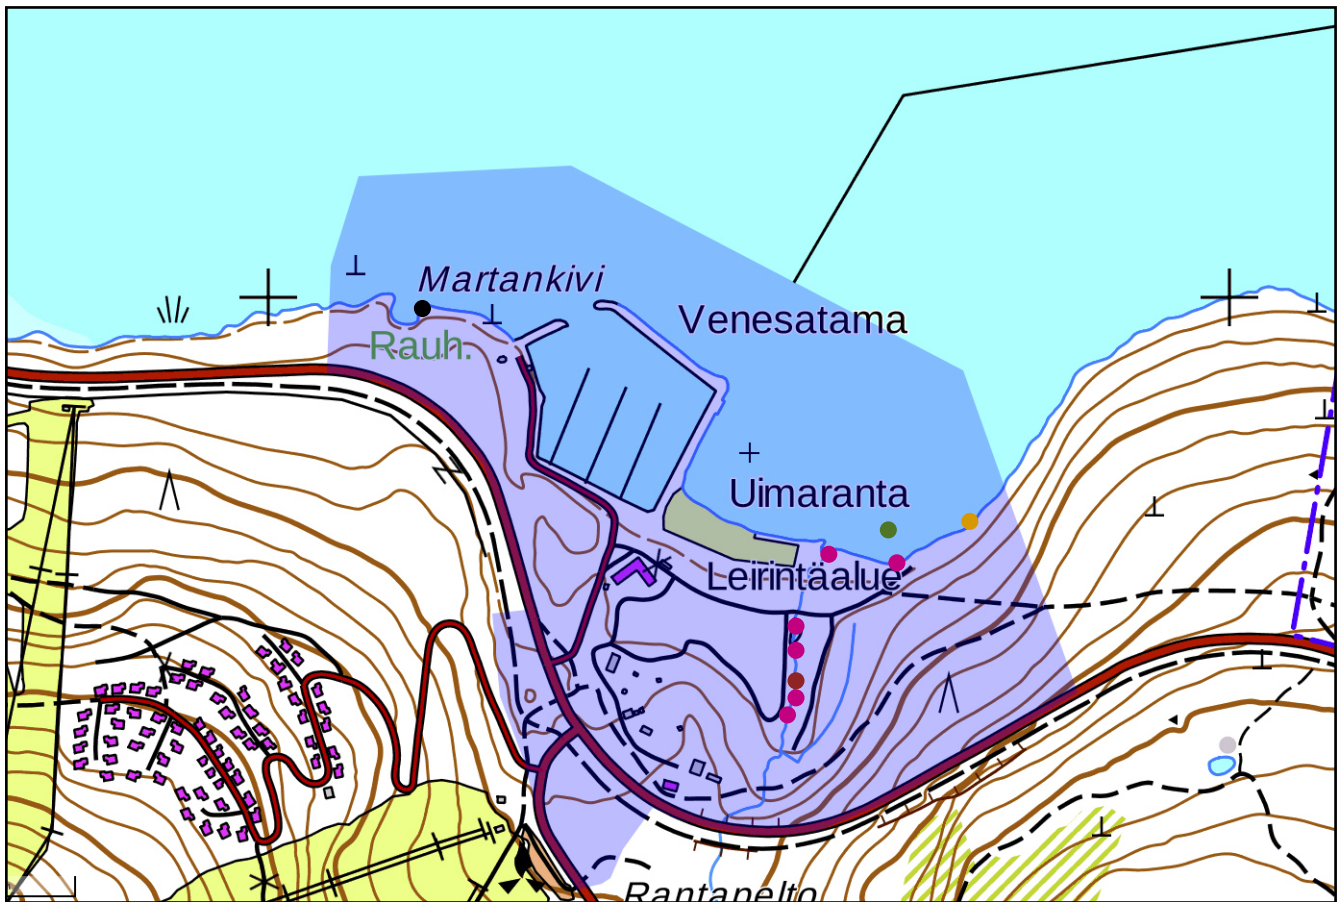 Martankivi
Venesatama
Rauh.
Uimaranta
Leirintäalue
Rantapelto